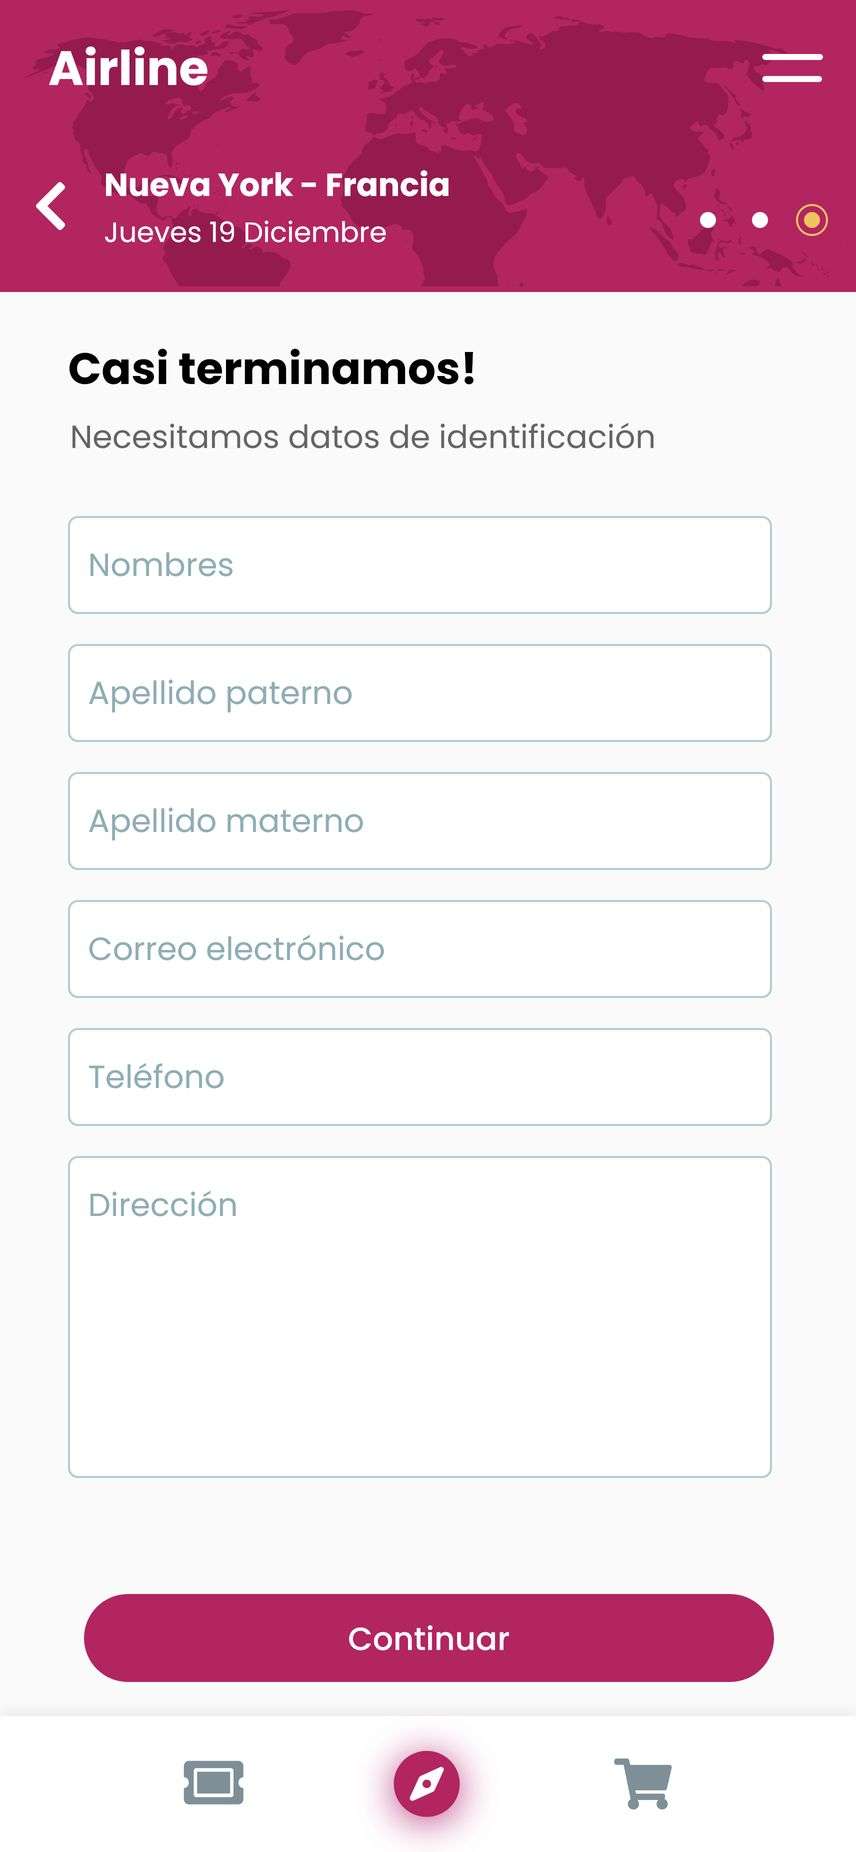 Airline
Nueva York - Francia
Jueves 19 Diciembre
Casi terminamos!
Necesitamos datos de identificación
Nombres
Apellido paterno
Apellido materno
Correo electrónico
Teléfono
Dirección
Continuar